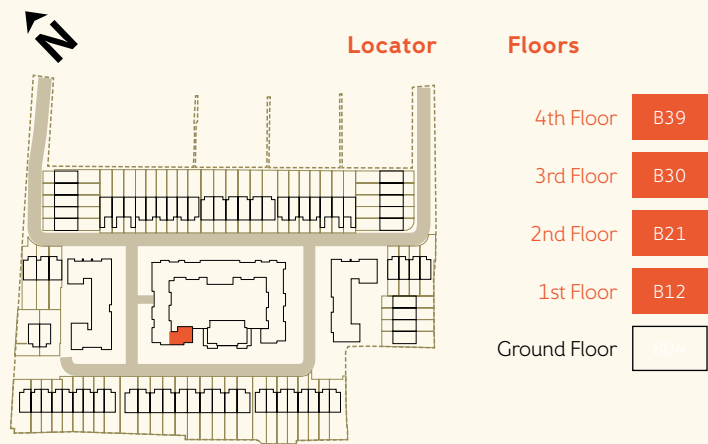 N
Locator
Floors
4th Floor B39
3rd Floor B30
2nd Floor B21
1st Floor B12
Ground Floor